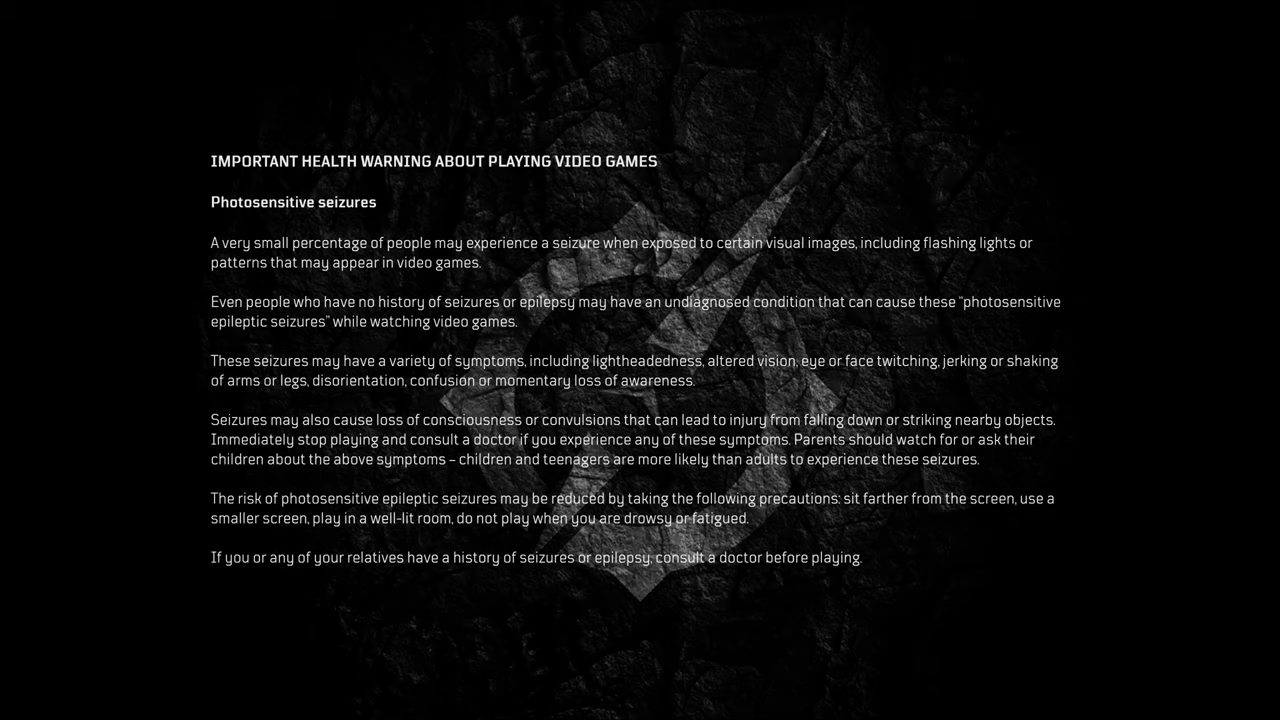 IMPORTANT HEALTH WARNING ABOUT PLAYING VIDEO GAMES
Photosensitive seizures
A very small percentage of people may experience a seizure when exposed to certain visual images, including flashing lights or
patterns that may appear in video games.
Even people who have no history of seizures or epilepsy may have an undiagnosed condition that can cause these “photosensitive
epileptic seizures” while watching video games.
These seizures may have a variety of symptoms, including lightheadedness, altered vision, eye or face twitching, jerking or shaking
of arms or legs, disorientation, confusion or momentary loss of awareness.
Seizures may also cause loss of consciousness or convulsions that can lead to injury from falling down or striking nearby objects.
Immediately stop playing and consult a doctor if you experience any of these symptoms. Parents should watch for or ask their
children about the above symptoms – children and teenagers are more likely than adults to experience these seizures.
The risk of photosensitive epileptic seizures may be reduced by taking the following precautions: sit farther from the screen, use a
smaller screen, play in a well-lit room, do not play when you are drowsy or fatigued.
If you or any of your relatives have a history of seizures or epilepsy, consult a doctor before playing.